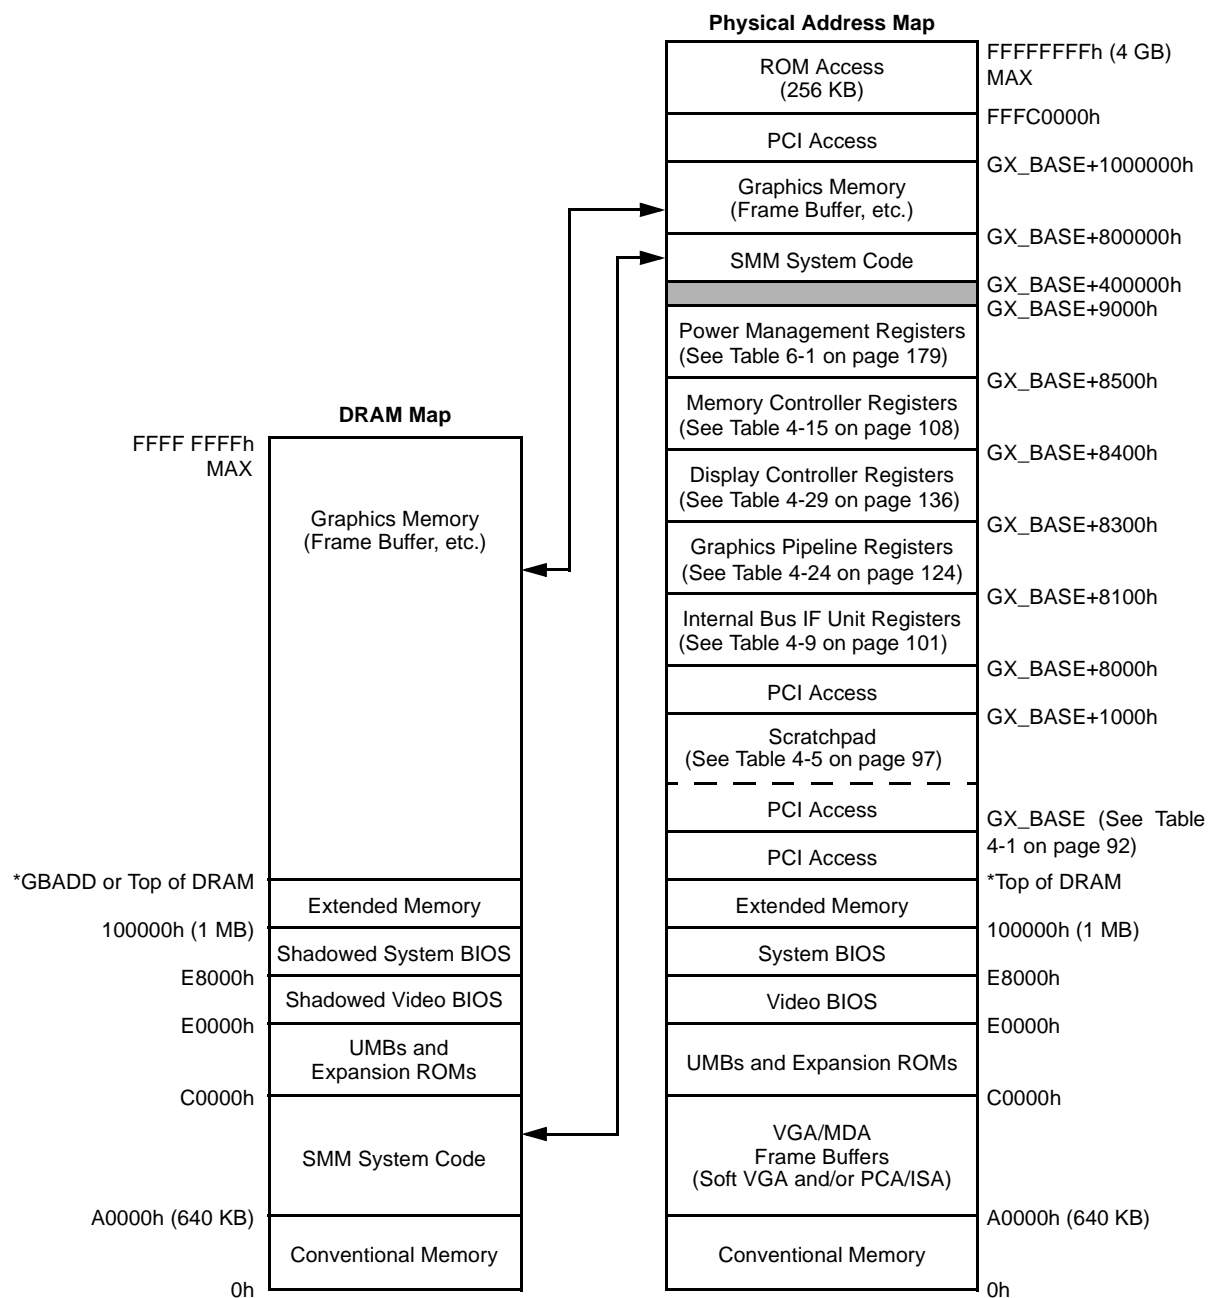 Physical Address Map
FFFFFFFFh (4 GB)
MAX
ROM Access
(256 KB)
FFFC0000h
PCI Access
GX_BASE+1000000h
Graphics Memory
(Frame Buffer, etc.)
GX_BASE+800000h
SMM System Code
GX_BASE+400000h
GX_BASE+9000h
Power Management Registers
(See Table 6-1 on page 179)
GX_BASE+8500h
Memory Controller Registers
(See Table 4-15 on page 108)
GX_BASE+8400h
Display Controller Registers
(See Table 4-29 on page 136)
GX_BASE+8300h
Graphics Pipeline Registers
(See Table 4-24 on page 124)
GX_BASE+8100h
Internal Bus IF Unit Registers
(See Table 4-9 on page 101)
GX_BASE+8000h
PCI Access
GX_BASE+1000h
Scratchpad
(See Table 4-5 on page 97)
PCI Access
GX_BASE (See Table
4-1 on page 92)
PCI Access
*Top of DRAM
Extended Memory
100000h (1 MB)
System BIOS
E8000h
Video BIOS
E0000h
UMBs and Expansion ROMs
C0000h
VGA/MDA
Frame Buffers
(Soft VGA and/or PCA/ISA)
A0000h (640 KB)
Conventional Memory
0h
DRAM Map
FFFF FFFFh
MAX
Graphics Memory
(Frame Buffer, etc.)
*GBADD or Top of DRAM
Extended Memory
100000h (1 MB)
Shadowed System BIOS
E8000h
Shadowed Video BIOS
E0000h
UMBs and
Expansion ROMs
C0000h
SMM System Code
A0000h (640 KB)
Conventional Memory
0h